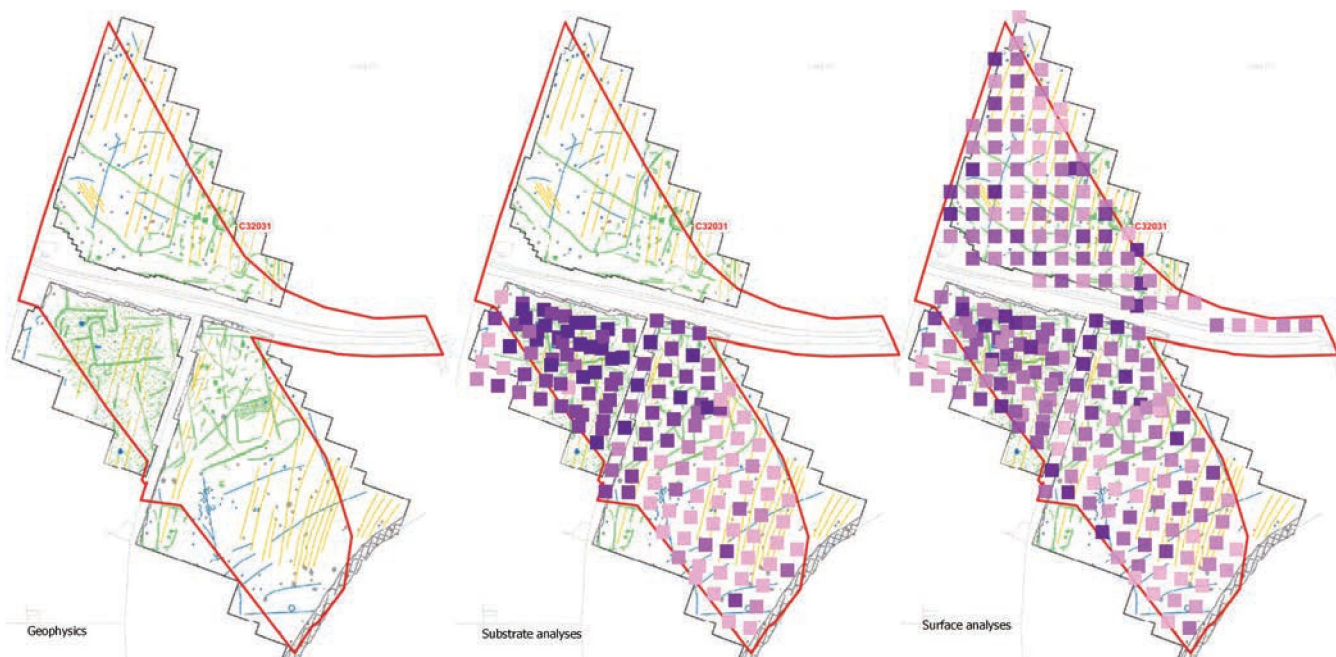 C32031
C32031
C32031
Geophysics
Substrate analyses
Surface analyses